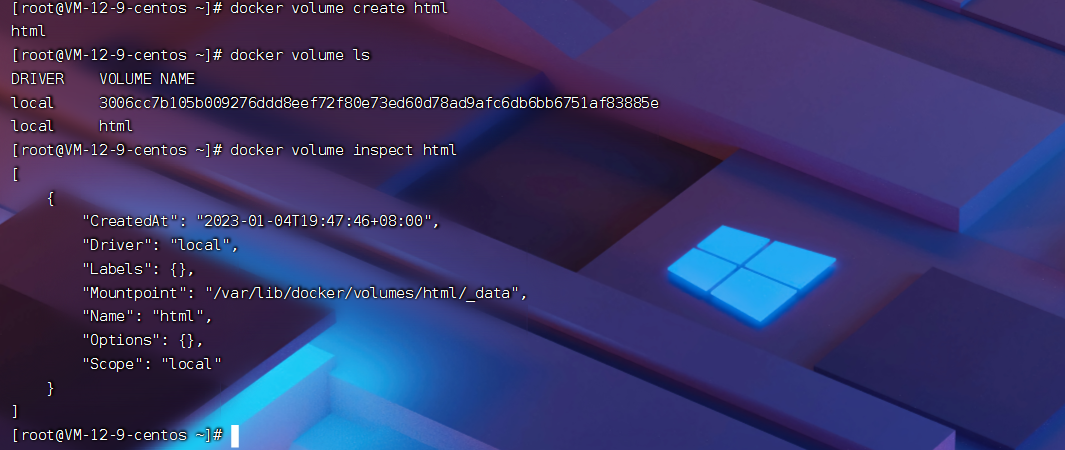 [root@VM-12-9-centos ~]# docker volume create html
html
[root@VM-12-9-centos ~]# docker volume ls
DRIVER    VOLUME NAME
local     3006cc7b105b009276ddd8eef72f80e73ed60d78ad9afc6db6bb6751af83885e
local     html
[root@VM-12-9-centos ~]# docker volume inspect html
[
    {
        "CreatedAt": "2023-01-04T19:47:46+08:00",
        "Driver": "local",
        "Labels": {},
        "Mountpoint": "/var/lib/docker/volumes/html/_data",
        "Name": "html",
        "Options": {},
        "Scope": "local"
    }
]
[root@VM-12-9-centos ~]#